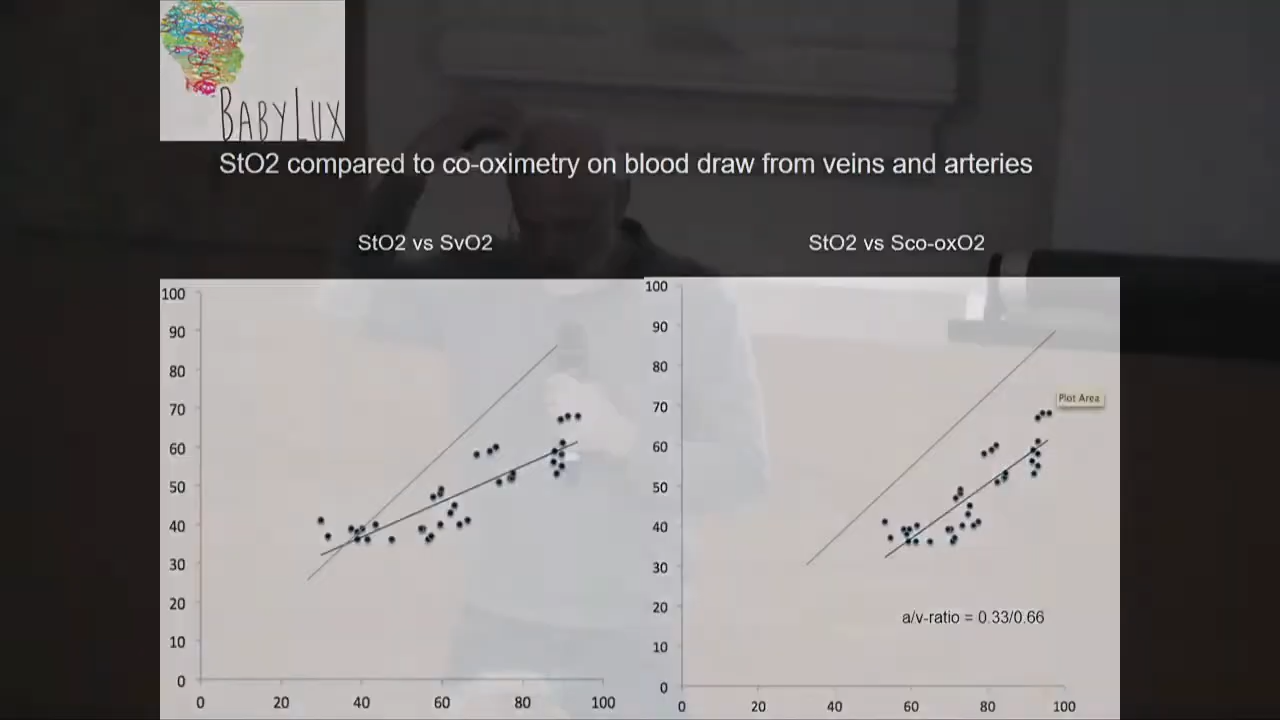 BABYLUX
StO2 compared to co-oximetry on blood draw from veins and arteries
StO2 vs SvO2
StO2 vs Sco-oxO2
100
90
80
70
60
50
40
30
20
10
0
0 20 40 60 80 100
100
90
80
70
60
50
40
30
20
10
0
0 20 40 60 80 100
Plot Area
a/v-ratio = 0.33/0.66